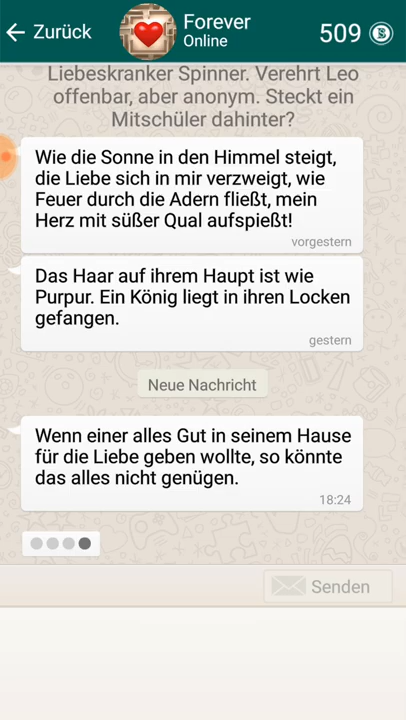 Zurück
Forever
Online
509
Liebeskranker Spinner. Verehrt Leo
offenbar, aber anonym. Steckt ein
Mitschüler dahinter?
Wie die Sonne in den Himmel steigt,
die Liebe sich in mir verzweigt, wie
Feuer durch die Adern fließt, mein
Herz mit süßer Qual aufspießt!
vorgestern
Das Haar auf ihrem Haupt ist wie
Purpur. Ein König liegt in ihren Locken
gefangen.
gestern
Neue Nachricht
Wenn einer alles Gut in seinem Hause
für die Liebe geben wollte, so könnte
das alles nicht genügen.
18:24
Senden